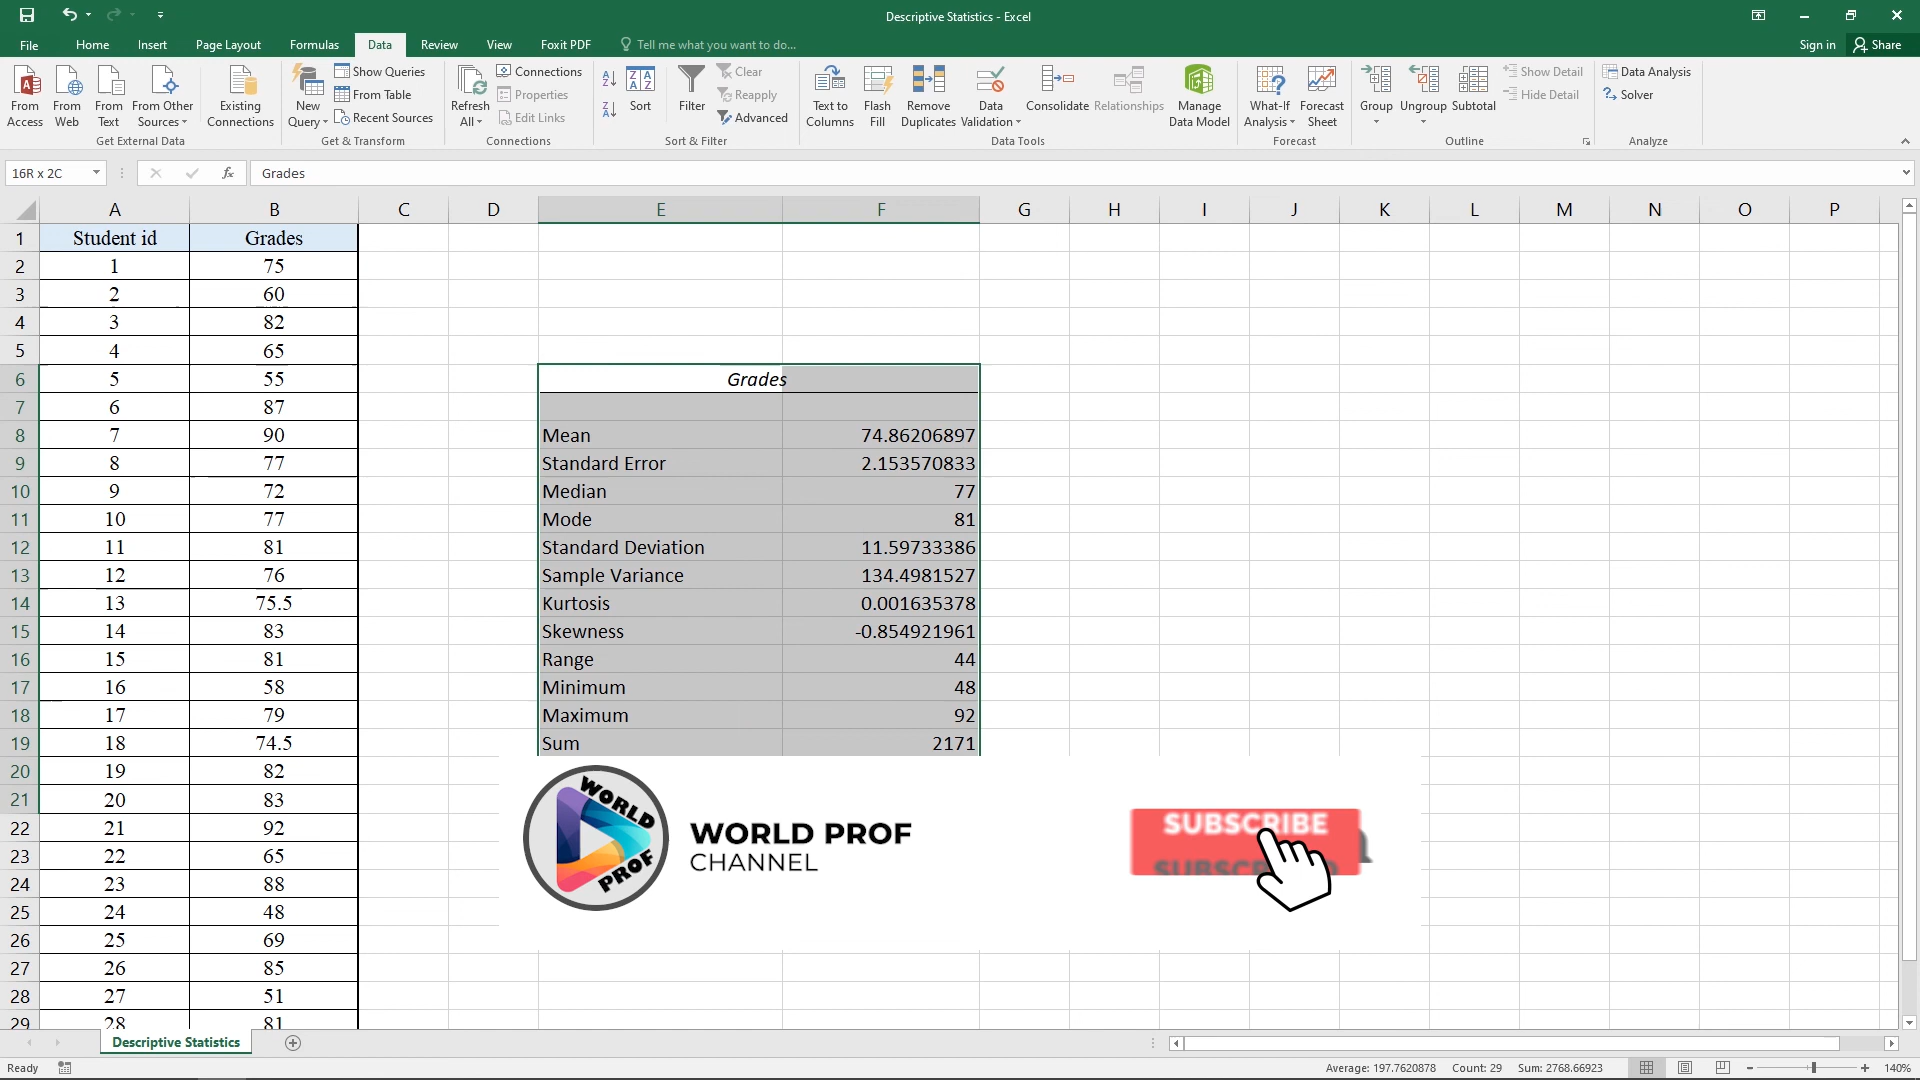 Descriptive Statistics - Excel
File Home Insert Page Layout Formulas Data Review View Foxit PDF Tell me what you want to do... Sign in Share
From Access
From Web
From Text
From Other Sources
Existing Connections
Get External Data
New Query
Show Queries
From Table
Recent Sources
Get & Transform
Refresh All
Connections
Properties
Edit Links
Connections
Sort
Filter
Clear
Reapply
Advanced
Sort & Filter
Text to Columns
Flash Fill
Remove Duplicates
Data Validation
Consolidate
Relationships
Manage Data Model
Data Tools
What-If Analysis
Forecast Sheet
Forecast
Group
Ungroup
Subtotal
Show Detail
Hide Detail
Outline
Data Analysis
Solver
Analyze
16R x 2C fx Grades
A B C D E F G H I J K L M N O P
1 Student id Grades
2 1 75
3 2 60
4 3 82
5 4 65
6 5 55 Grades
7 6 87
8 7 90 Mean 74.86206897
9 8 77 Standard Error 2.153570833
10 9 72 Median 77
11 10 77 Mode 81
12 11 81 Standard Deviation 11.59733386
13 12 76 Sample Variance 134.4981527
14 13 75.5 Kurtosis 0.001635378
15 14 83 Skewness -0.854921961
16 15 81 Range 44
17 16 58 Minimum 48
18 17 79 Maximum 92
19 18 74.5 Sum 2171
20 19 82
21 20 83
22 21 92
23 22 65
24 23 88
25 24 48
26 25 69
27 26 85
28 27 51
29 28 81
WORLD PROF
WORLD PROF
CHANNEL
SUBSCRIBE
Descriptive Statistics
Ready Average: 197.7620878 Count: 29 Sum: 2768.66923 140%